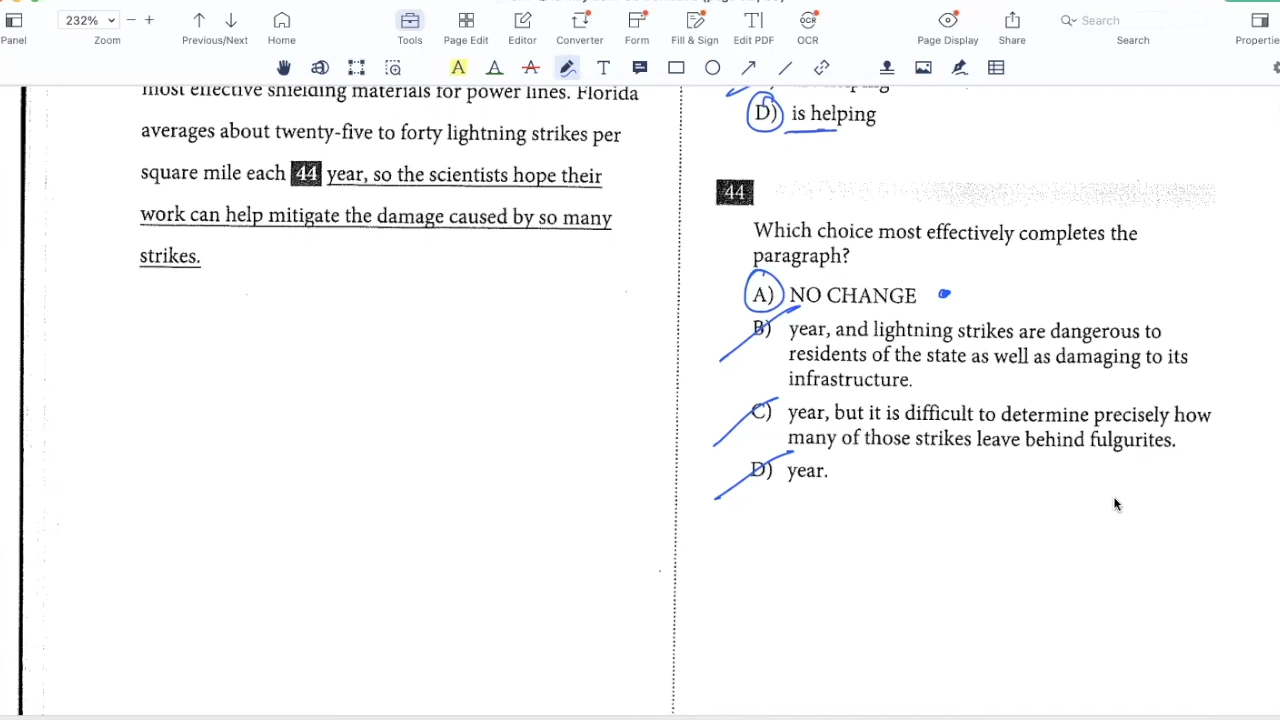 232%
Search
Panel
Zoom
Previous/Next
Home
Tools
Page Edit
Editor
Converter
Form
Fill & Sign
Edit PDF
OCR
OCR
Page Display
Share
Search
Propertie
A
A
A
T
most effective shielding materials for power lines. Florida
averages about twenty-five to forty lightning strikes per
square mile each 44 year, so the scientists hope their
work can help mitigate the damage caused by so many
strikes.
D) is helping
44
Which choice most effectively completes the
paragraph?
A) NO CHANGE
B) year, and lightning strikes are dangerous to
residents of the state as well as damaging to its
infrastructure.
C) year, but it is difficult to determine precisely how
many of those strikes leave behind fulgurites.
D) year.